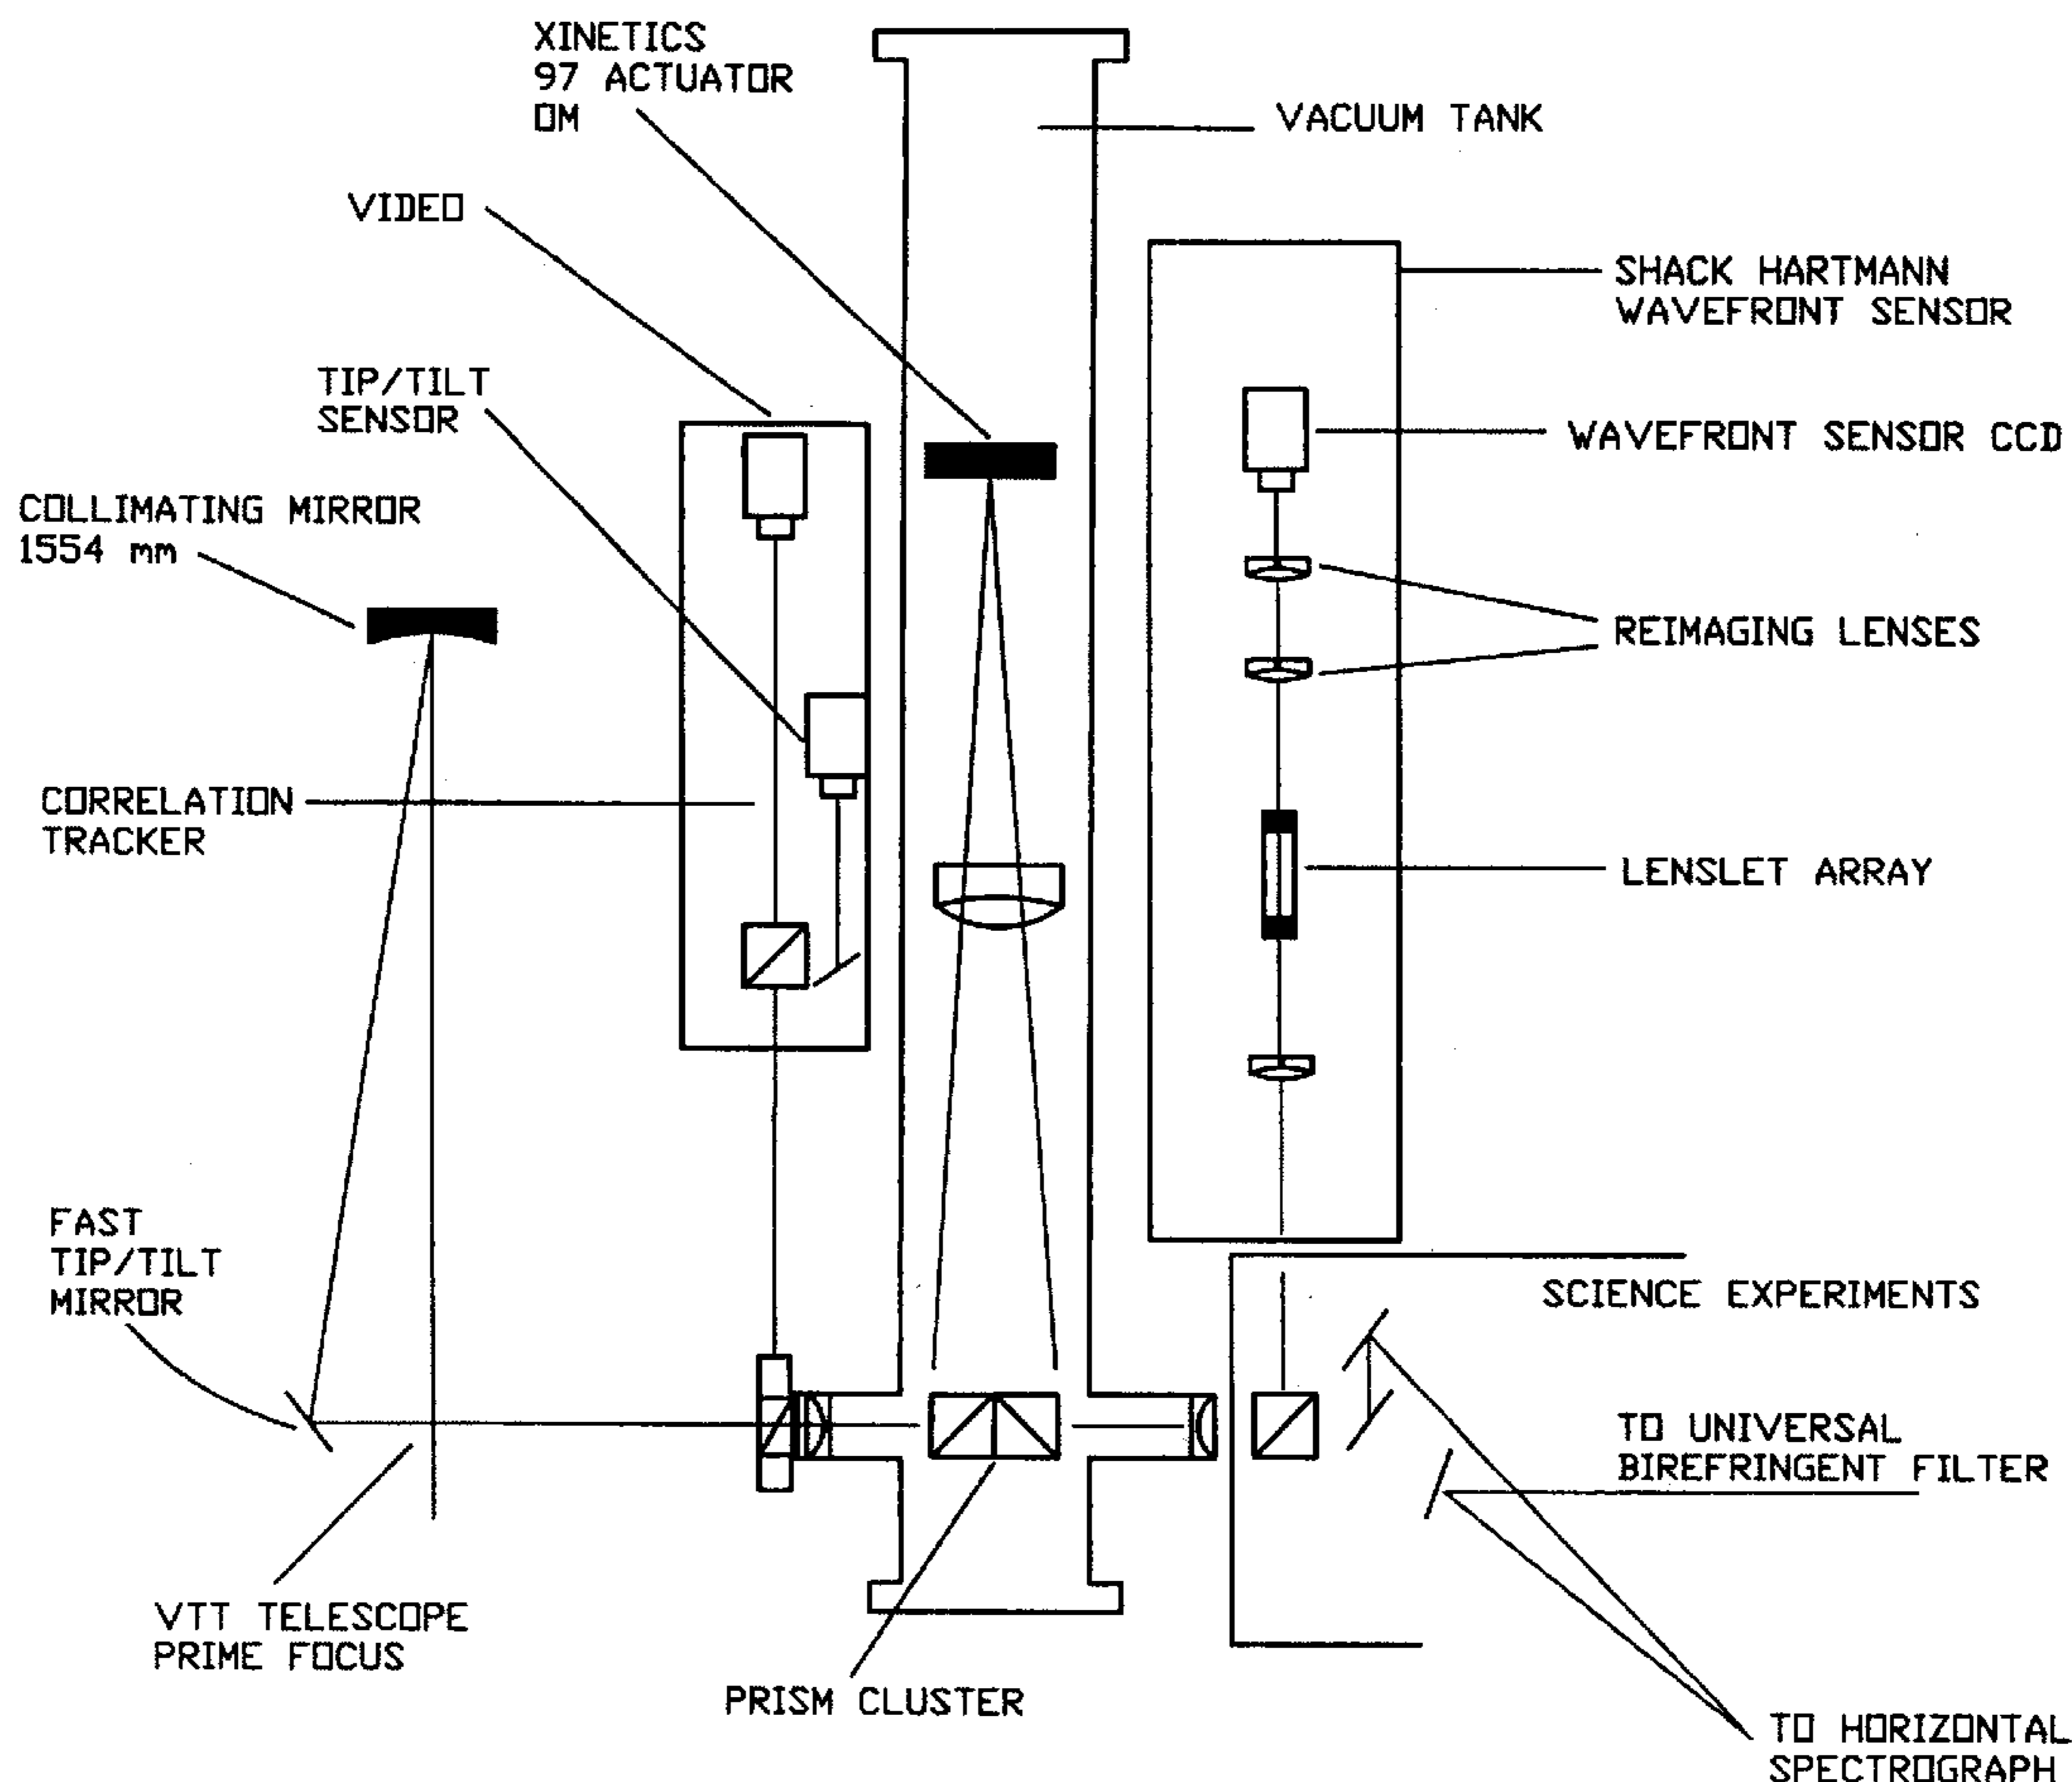 XINETICS
97 ACTUATOR
DM
VACUUM TANK
VIDEO
SHACK HARTMANN
WAVEFRONT SENSOR
TIP/TILT
SENSOR
WAVEFRONT SENSOR CCD
COLLIMATING MIRROR
1554 mm
REIMAGING LENSES
CORRELATION
TRACKER
LENSLET ARRAY
FAST
TIP/TILT
MIRROR
SCIENCE EXPERIMENTS
TO UNIVERSAL
BIREFRINGENT FILTER
VTT TELESCOPE
PRIME FOCUS
PRISM CLUSTER
TO HORIZONTAL
SPECTROGRAPH